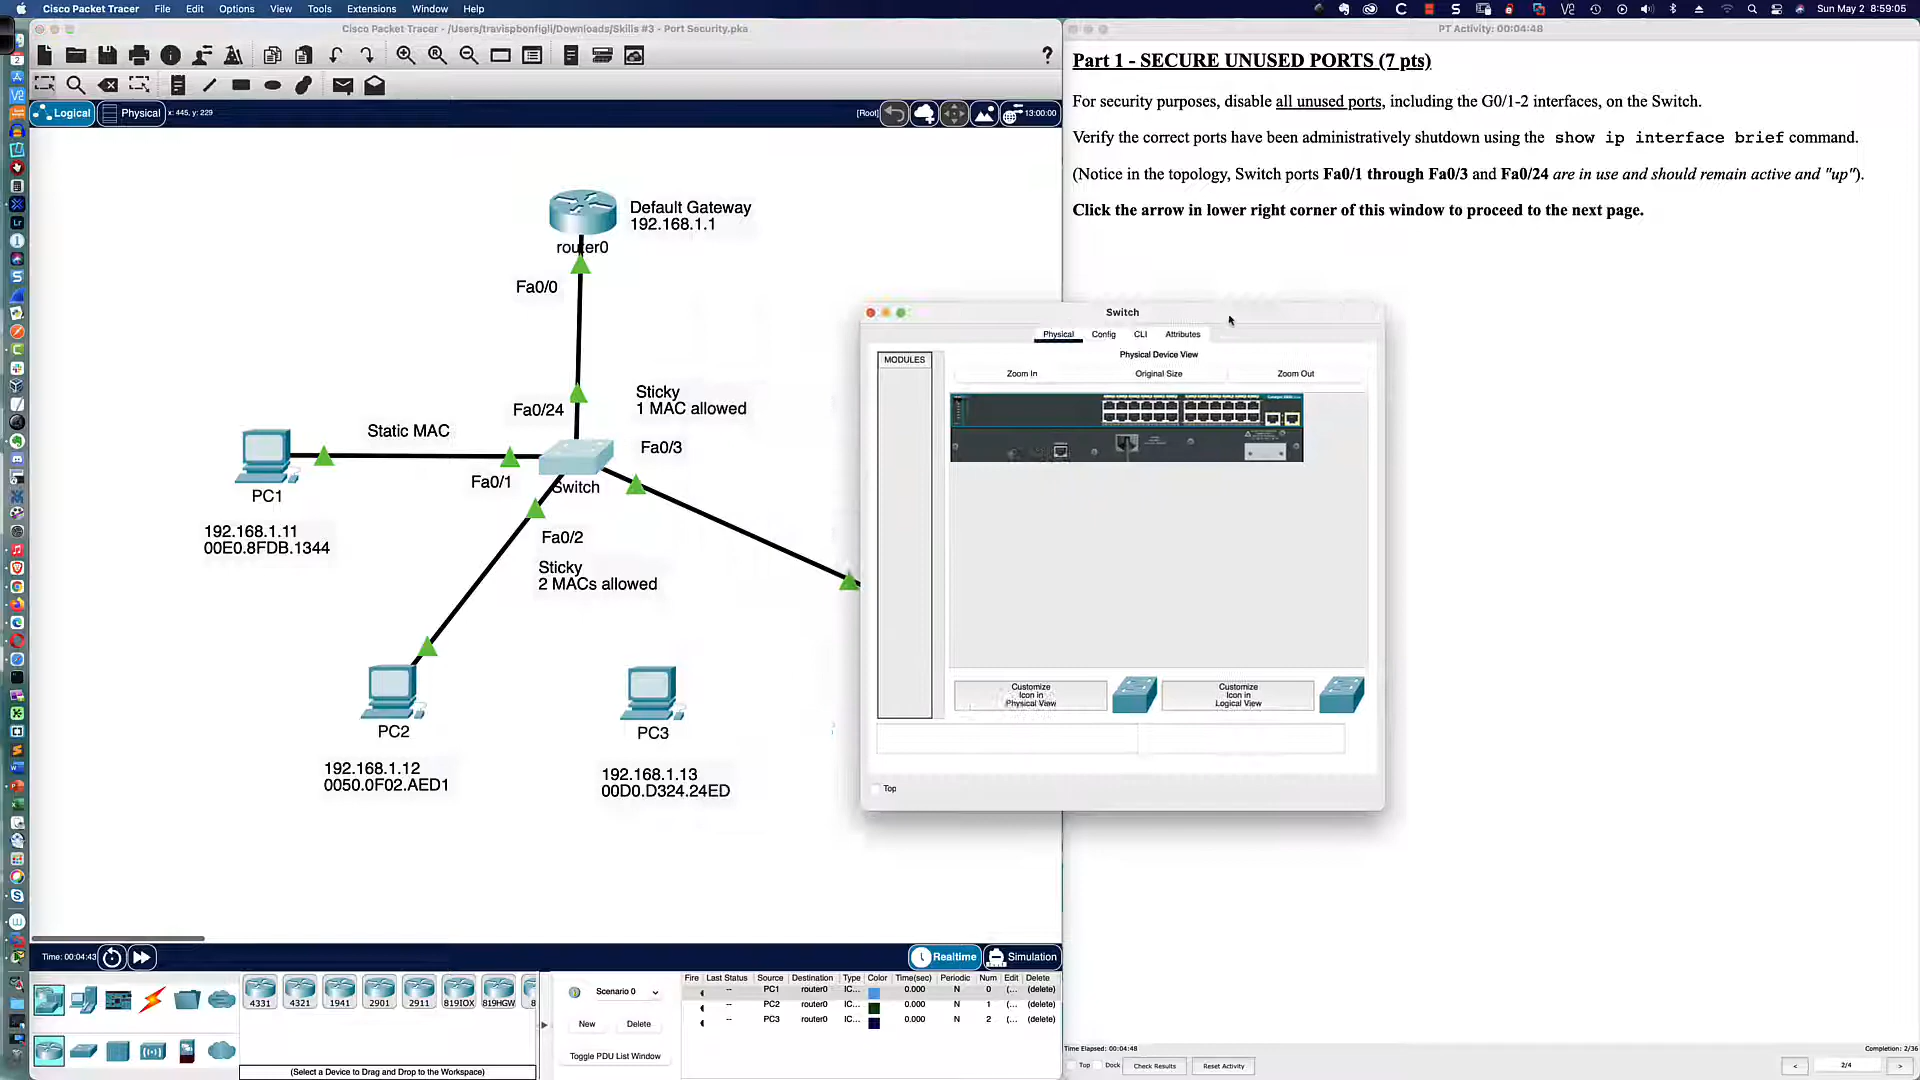 Cisco Packet Tracer File Edit Options View Tools Extensions Window Help
Sun May 2 8:59:05
Cisco Packet Tracer - /Users/travispbonfigli/Downloads/Skills #3 - Port Security.pka
PT Activity: 00:04:48
Logical
Physical
x: 445, y: 229
[Root]
13:00:00
Part 1 - SECURE UNUSED PORTS (7 pts)
For security purposes, disable all unused ports, including the G0/1-2 interfaces, on the Switch.
Verify the correct ports have been administratively shutdown using the show ip interface brief command.
(Notice in the topology, Switch ports Fa0/1 through Fa0/3 and Fa0/24 are in use and should remain active and "up").
Click the arrow in lower right corner of this window to proceed to the next page.
Default Gateway
192.168.1.1
router0
Fa0/0
Fa0/24
Sticky
1 MAC allowed
Fa0/3
Static MAC
Fa0/1
Switch
PC1
192.168.1.11
00E0.8FDB.1344
Fa0/2
Sticky
2 MACs allowed
PC2
192.168.1.12
0050.0F02.AED1
PC3
192.168.1.13
00D0.D324.24ED
Switch
Physical Config CLI Attributes
MODULES
Physical Device View
Zoom In Original Size Zoom Out
Customize
Icon in
Physical View
Customize
Icon in
Logical View
Top
Time: 00:04:43
Realtime
Simulation
4331 4321 1941 2901 2911 819IOX 819HGW
(Select a Device to Drag and Drop to the Workspace)
Scenario 0
New Delete
Toggle PDU List Window
Fire Last Status Source Destination Type Color Time(sec) Periodic Num Edit Delete
-- PC1 router0 IC... 0.000 N 0 (... (delete)
-- PC2 router0 IC... 0.000 N 1 (... (delete)
-- PC3 router0 IC... 0.000 N 2 (... (delete)
Time Elapsed: 00:04:48
Completion: 2/36
Top Dock Check Results Reset Activity
< 2/4 >